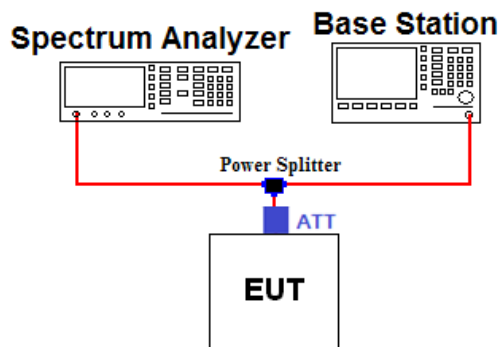 Spectrum Analyzer
Base Station
Power Splitter
ATT
EUT